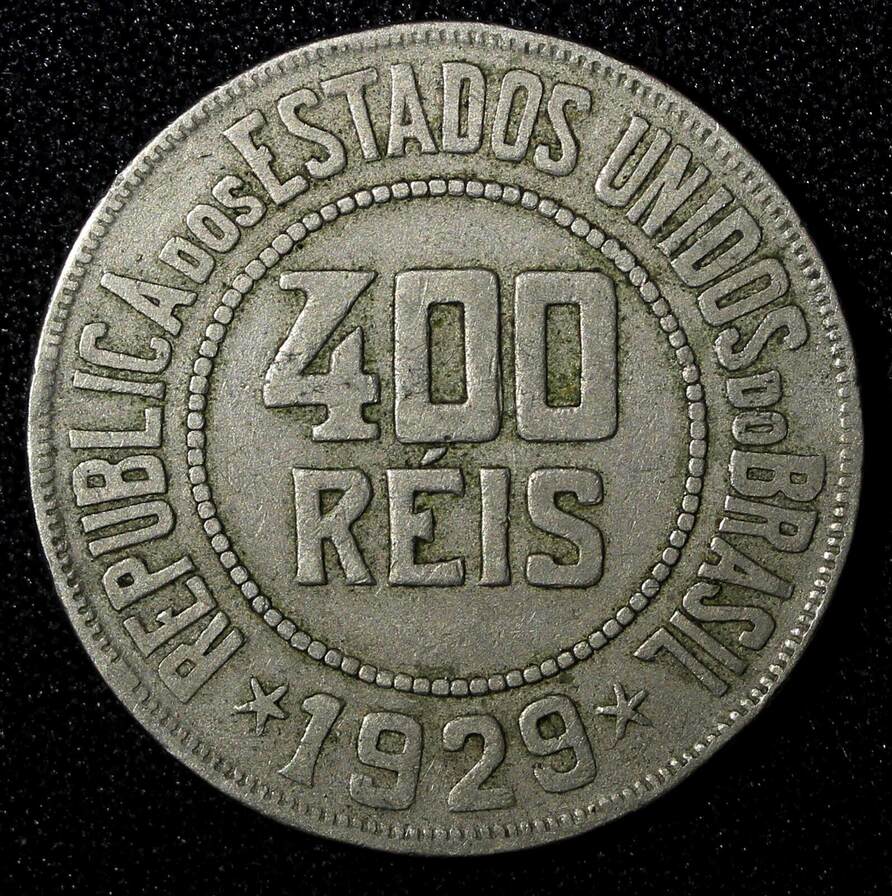 REPUBLICA DOS ESTADOS UNIDOS DO BRASIL
400
RÉIS
1929